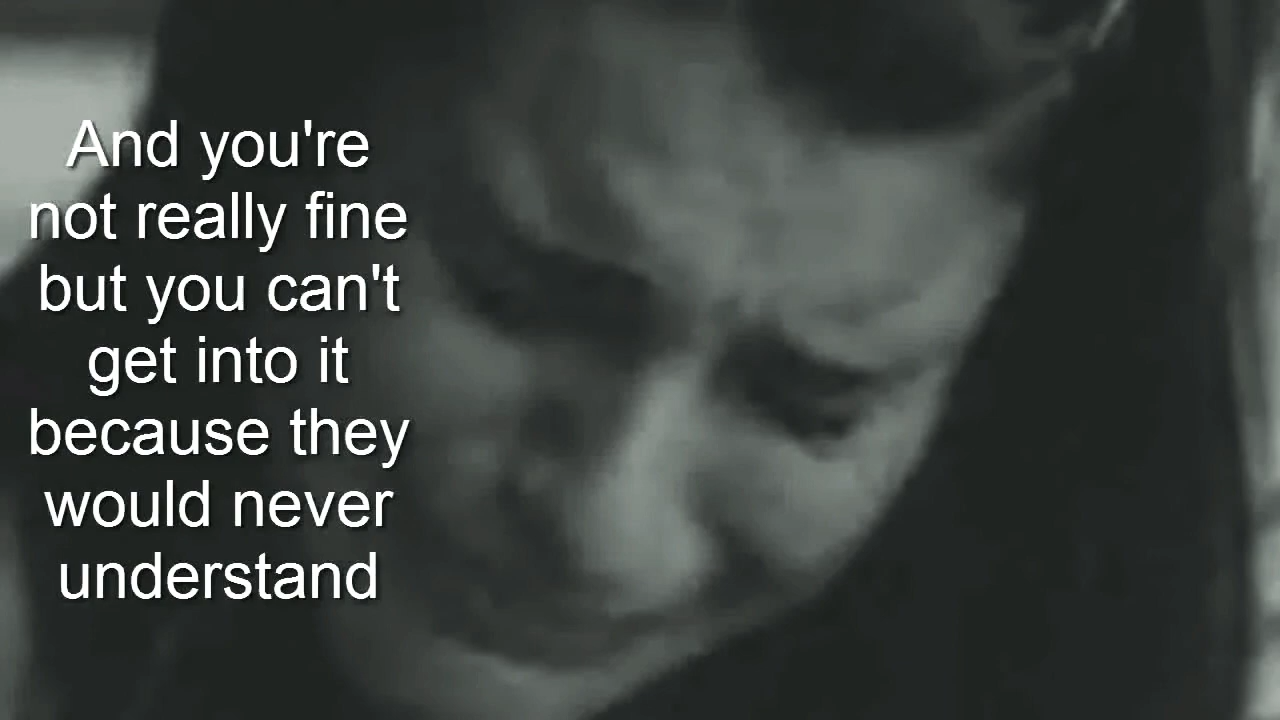 And you're
not really fine
but you can't
get into it
because they
would never
understand